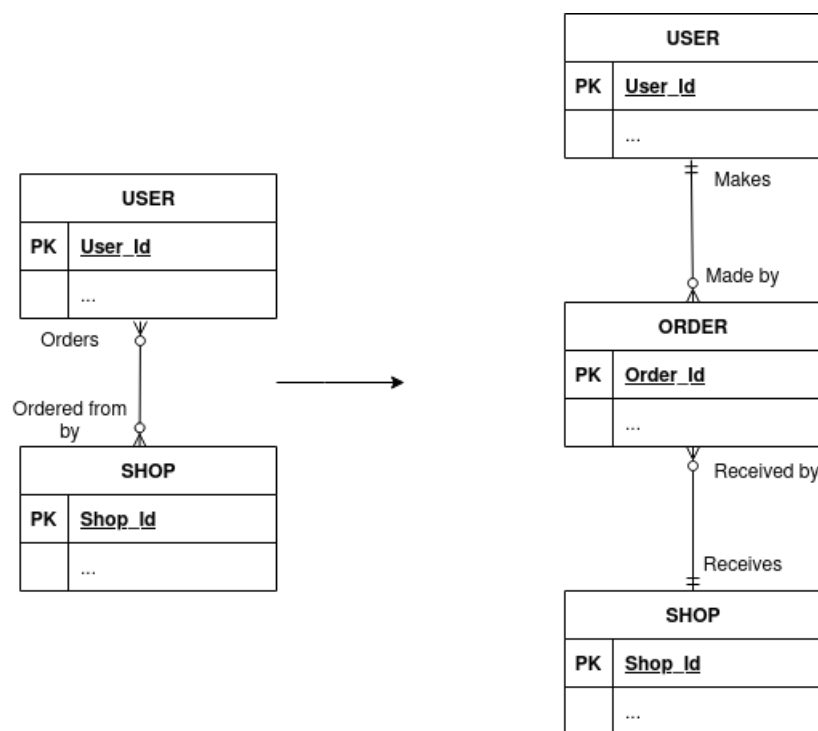 USER
PK User_Id
...
Orders
Ordered from
by
SHOP
PK Shop_Id
...
USER
PK User_Id
...
Makes
Made by
ORDER
PK Order_Id
...
Received by
Receives
SHOP
PK Shop_Id
...